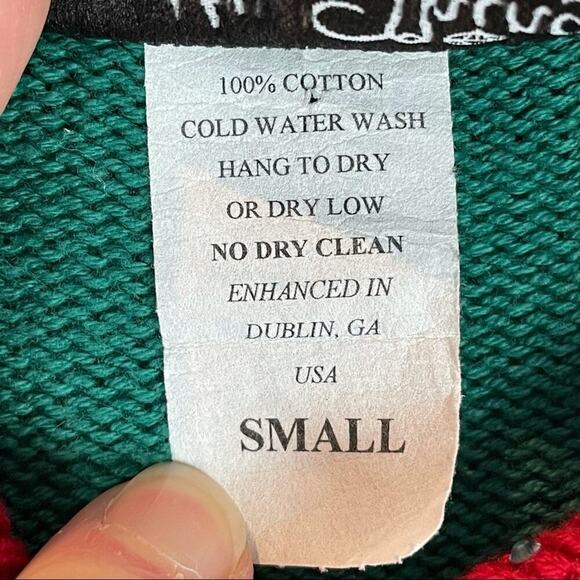 100% COTTON
COLD WATER WASH
HANG TO DRY
OR DRY LOW
NO DRY CLEAN
ENHANCED IN
DUBLIN, GA
USA
SMALL